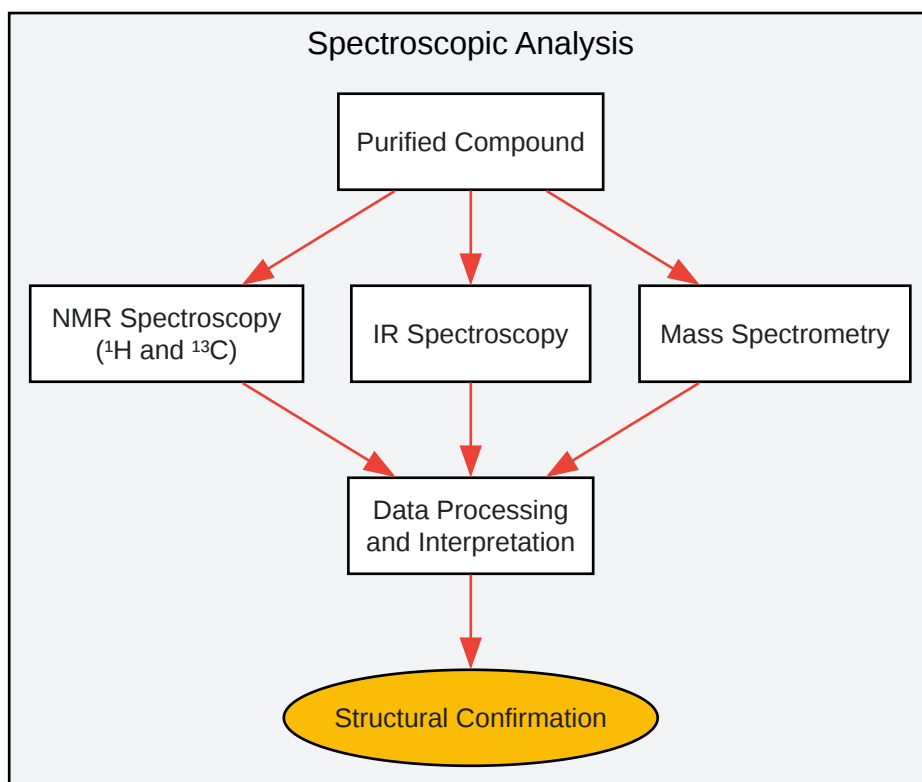 Spectroscopic Analysis
Purified Compound
NMR Spectroscopy
(¹H and ¹³C)
IR Spectroscopy
Mass Spectrometry
Data Processing
and Interpretation
Structural Confirmation